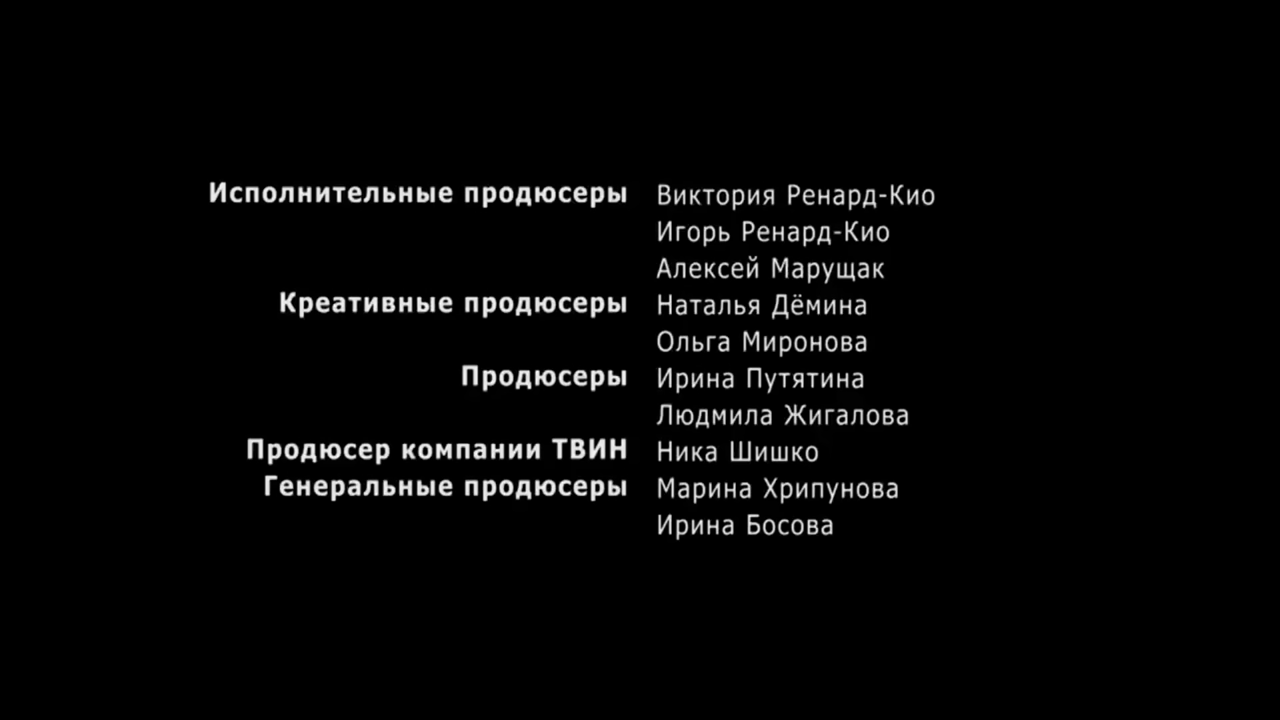 Исполнительные продюсеры Виктория Ренард-Кио
Игорь Ренард-Кио
Алексей Марущак
Креативные продюсеры Наталья Дёмина
Ольга Миронова
Продюсеры Ирина Путятина
Людмила Жигалова
Продюсер компании ТВИН Ника Шишко
Генеральные продюсеры Марина Хрипунова
Ирина Босова